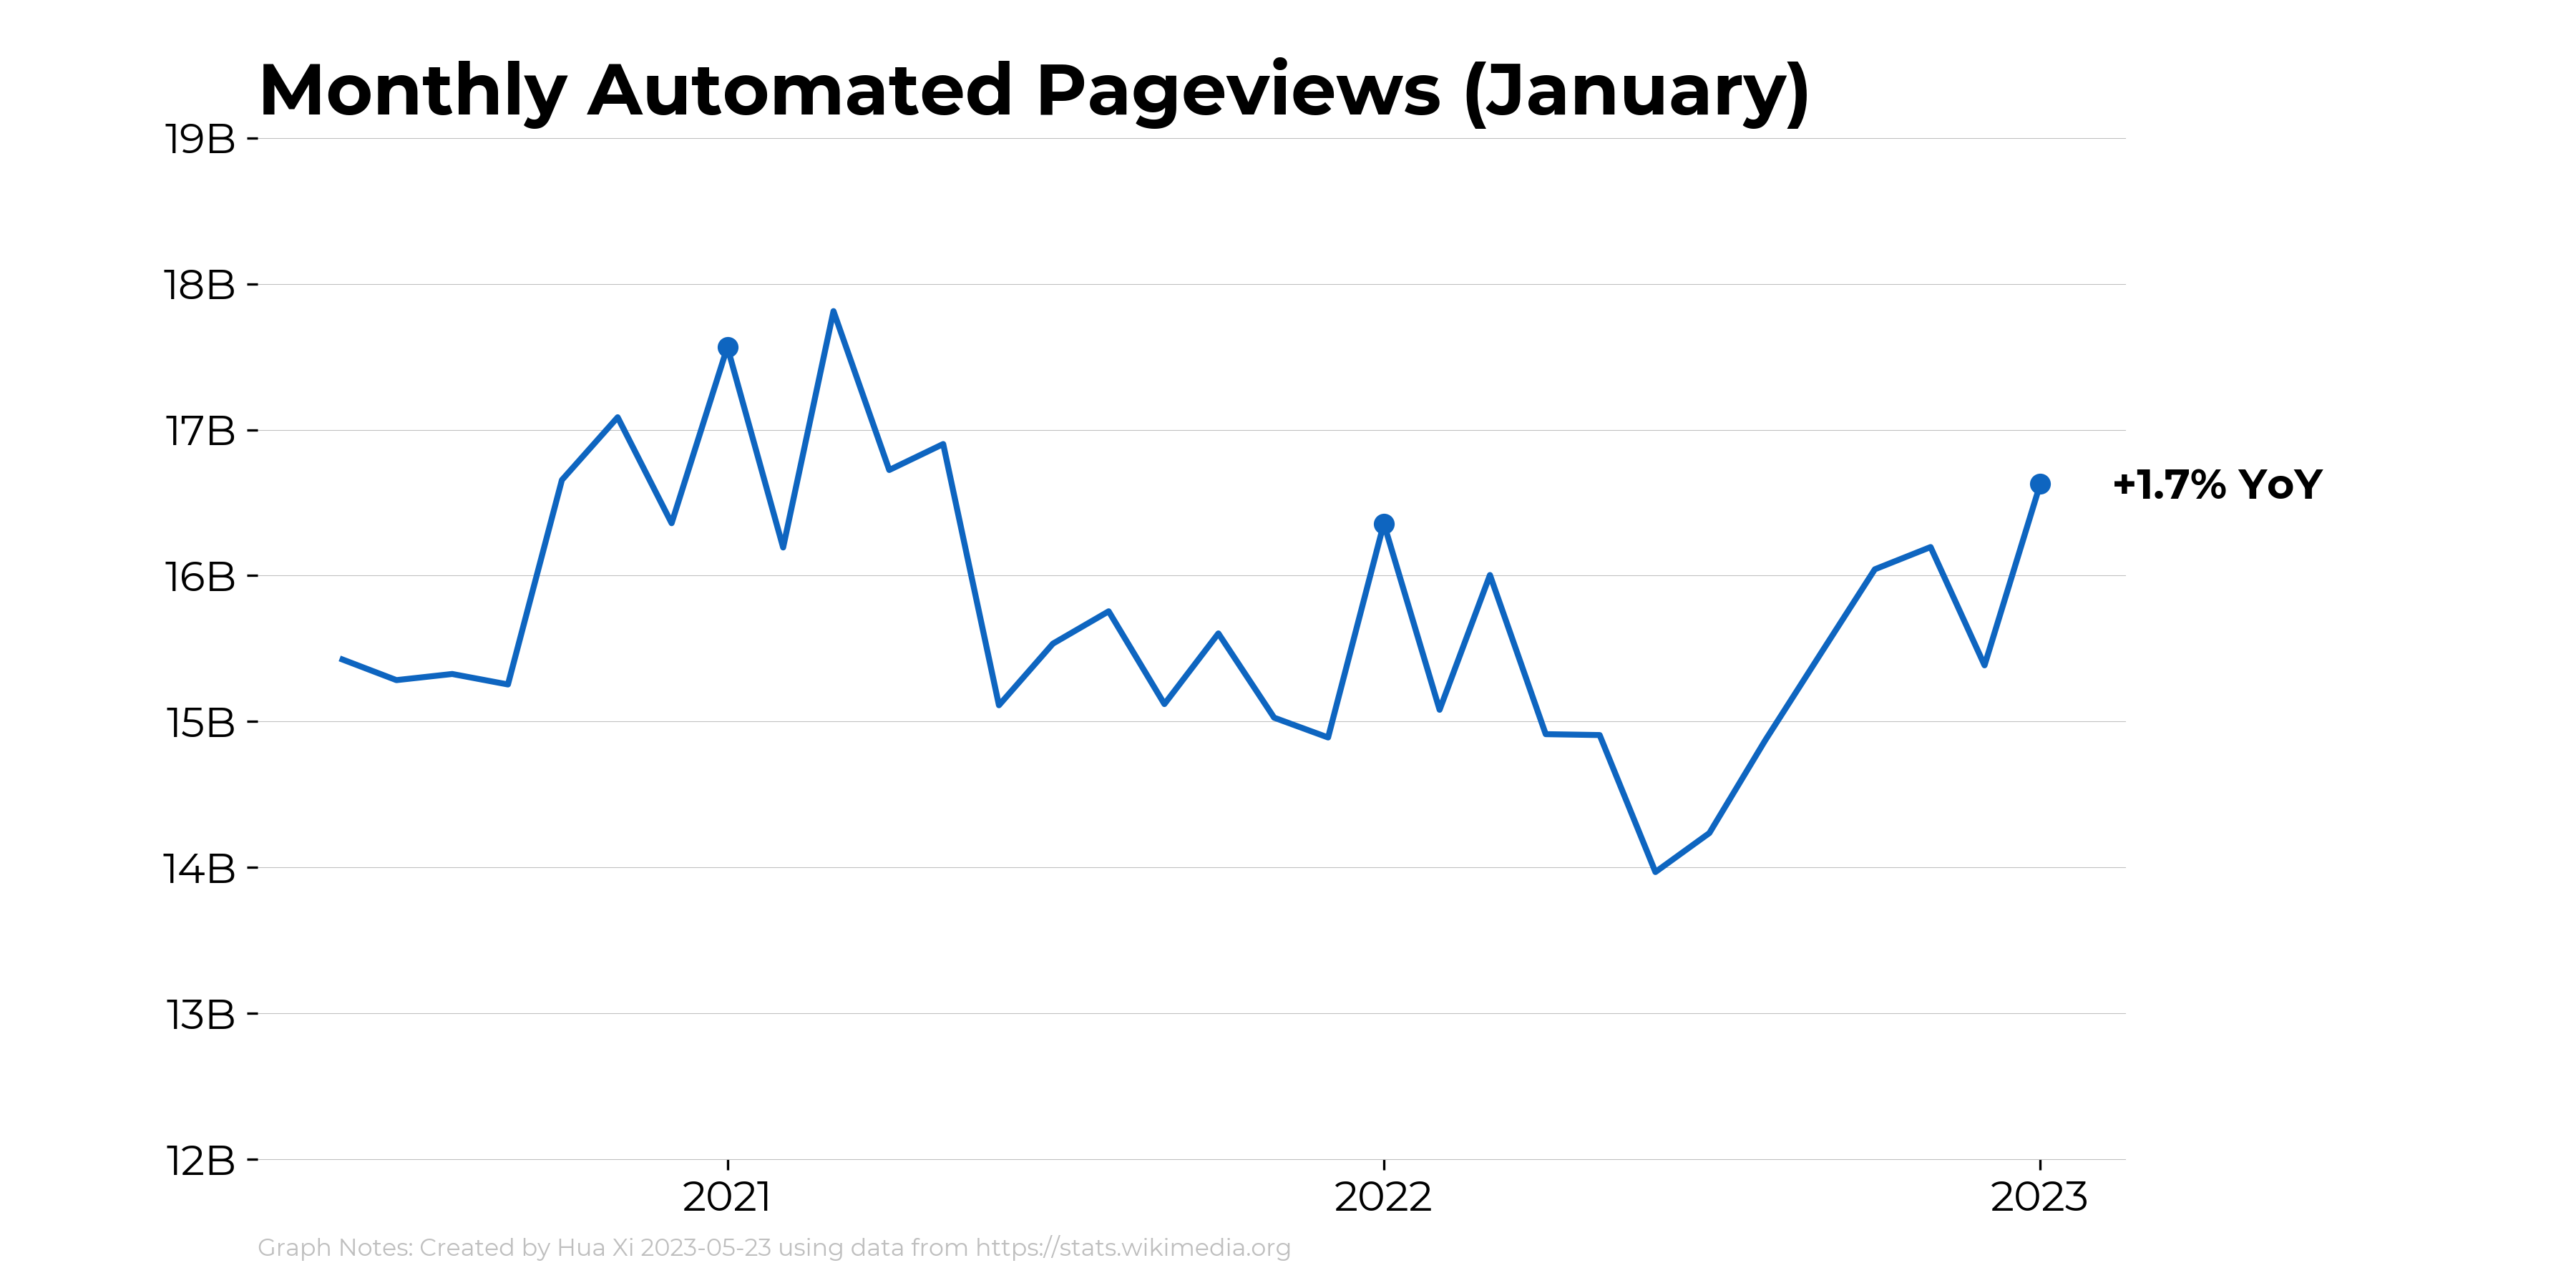 Monthly Automated Pageviews (January)
19B
18B
17B
+1.7% YoY
16B
15B
14B
13B
12B
2021 2022 2023
Graph Notes: Created by Hua Xi 2023-05-23 using data from https://stats.wikimedia.org